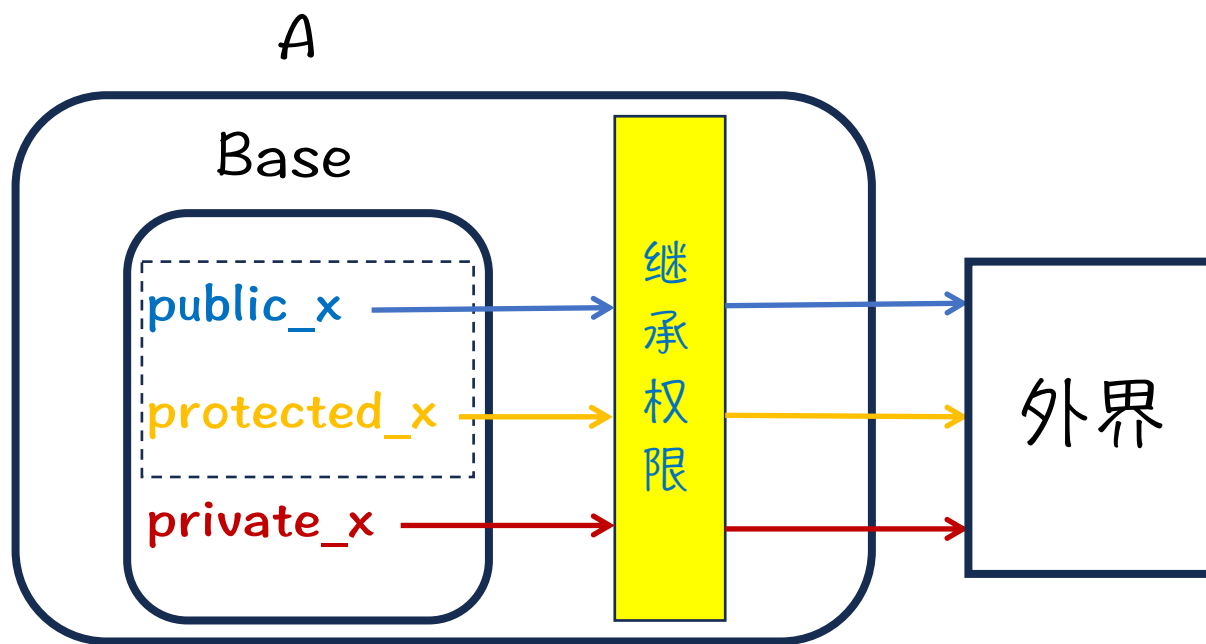 A
Base
public_x
protected_x
private_x
继承权限
外界